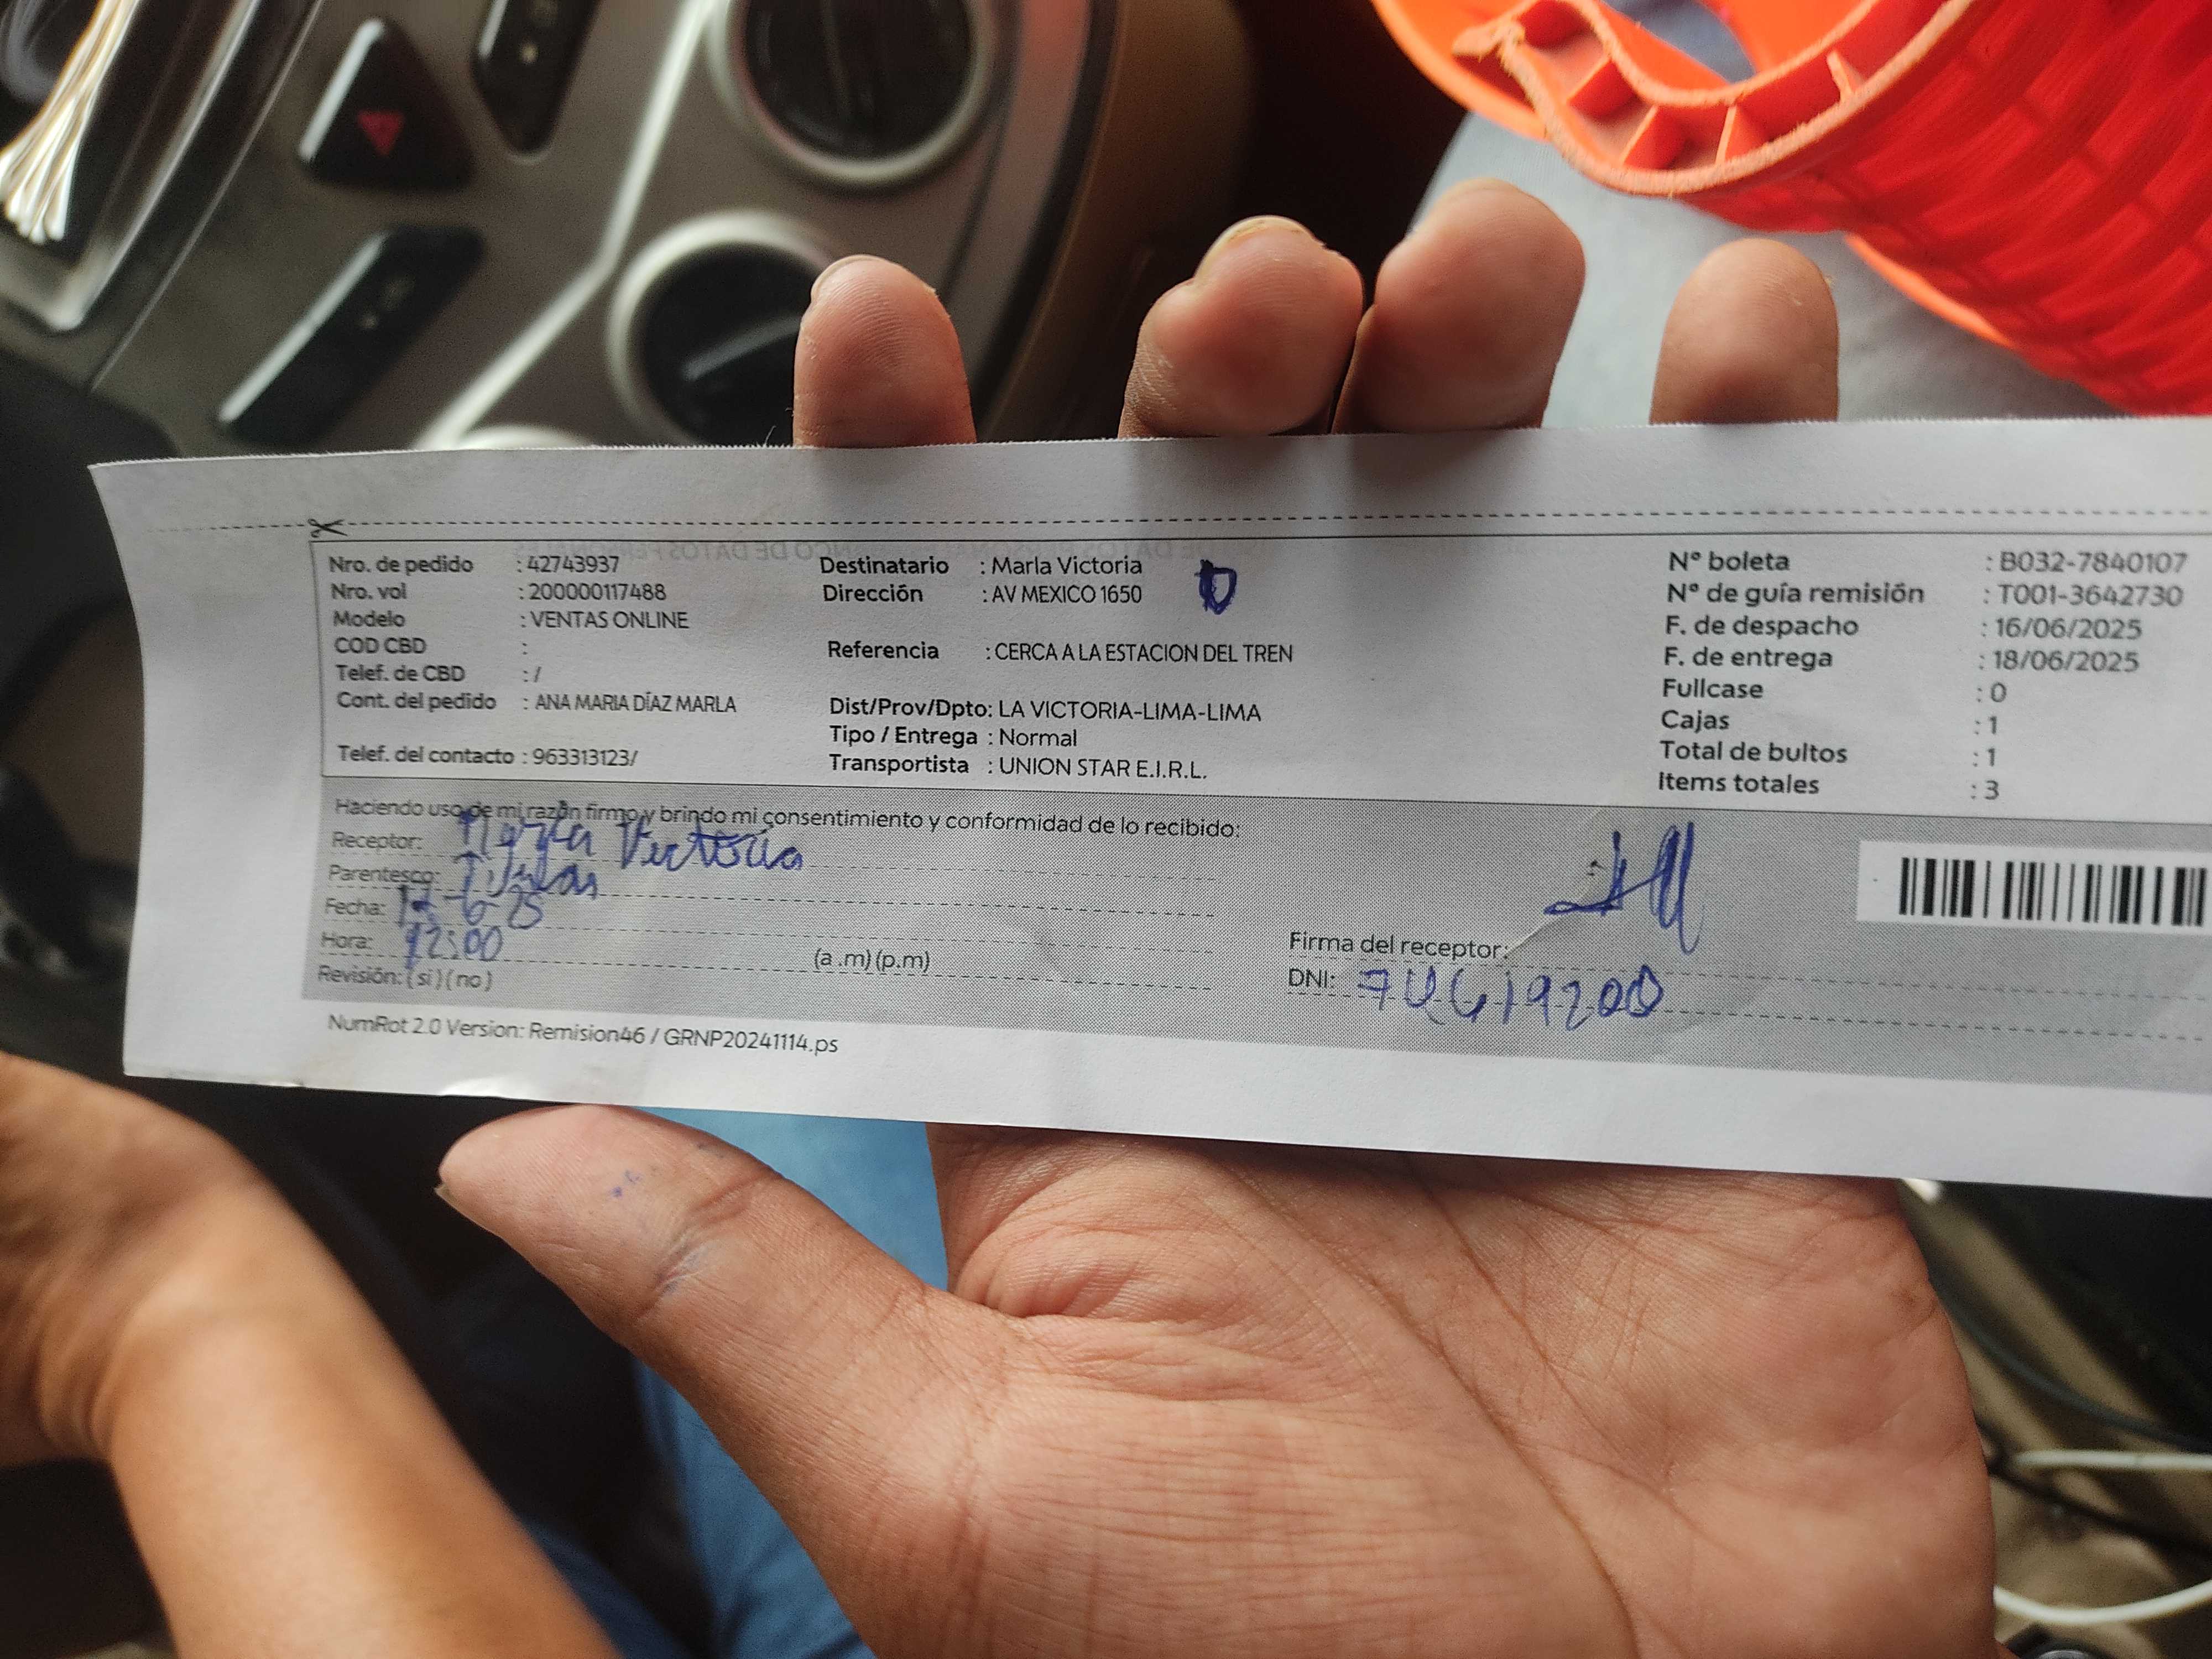 Nro. de pedido : 42743937
Nro. vol : 200000117488
Modelo : VENTAS ONLINE
COD CBD :
Telef. de CBD : /
Cont. del pedido : ANA MARIA DÍAZ MARLA
Telef. del contacto : 963313123/
Destinatario : Marla Victoria
Dirección : AV MEXICO 1650
Referencia : CERCA A LA ESTACION DEL TREN
Dist/Prov/Dpto: LA VICTORIA-LIMA-LIMA
Tipo / Entrega : Normal
Transportista : UNION STAR E.I.R.L.
N° boleta : B032-7840107
N° de guía remisión : T001-3642730
F. de despacho : 16/06/2025
F. de entrega : 18/06/2025
Fullcase : 0
Cajas : 1
Total de bultos : 1
Items totales : 3
Haciendo uso de mi razón firmo y brindo mi consentimiento y conformidad de lo recibido:
Receptor: Marla Victoria
Parentesco:
Fecha:
Hora: 12:00 (a.m) (p.m)
Revisión: ( si ) ( no )
Firma del receptor:
DNI:
NumRot 2.0 Version: Remision46 / GRNP20241114.ps